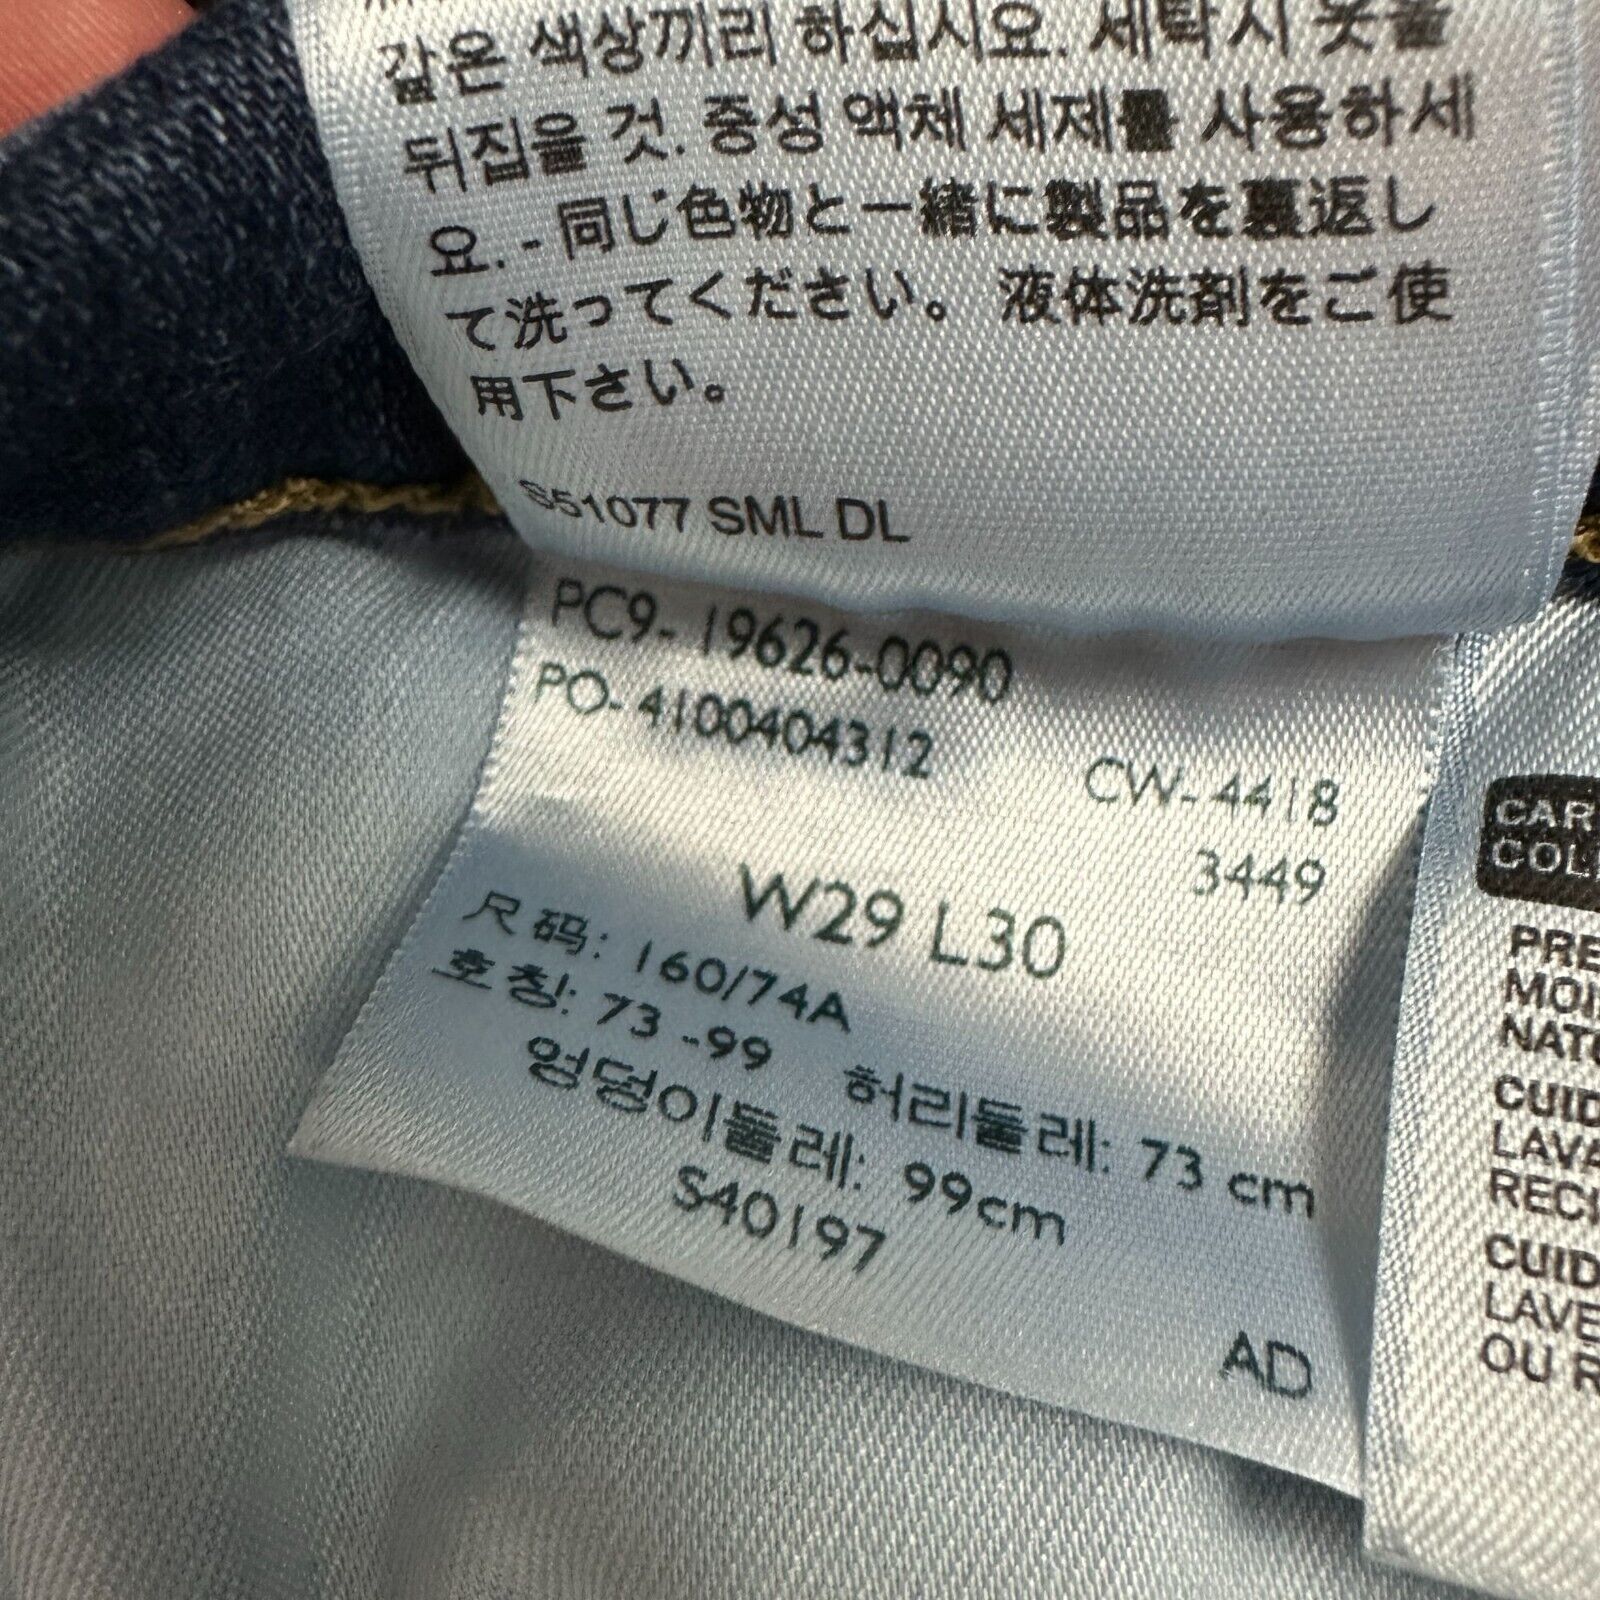 같은 색상끼리 하십시오. 세탁시 옷을
뒤집을 것. 중성 액체 세제를 사용하세
요. - 同じ色物と一緒に製品を裏返し
て洗ってください。 液体洗剤をご使
用下さい。
S51077 SML DL
PC9-19626-0090
PO-4100404312
CW-4418
3449
W29 L30
尺码: 160/74A
호칭: 73 -99
허리둘레: 73 cm
엉덩이둘레: 99cm
S40197
AD
CAR
COL
PRE
MOI
NATU
CUID
LAVA
RECI
CUID
LAVE
OU R